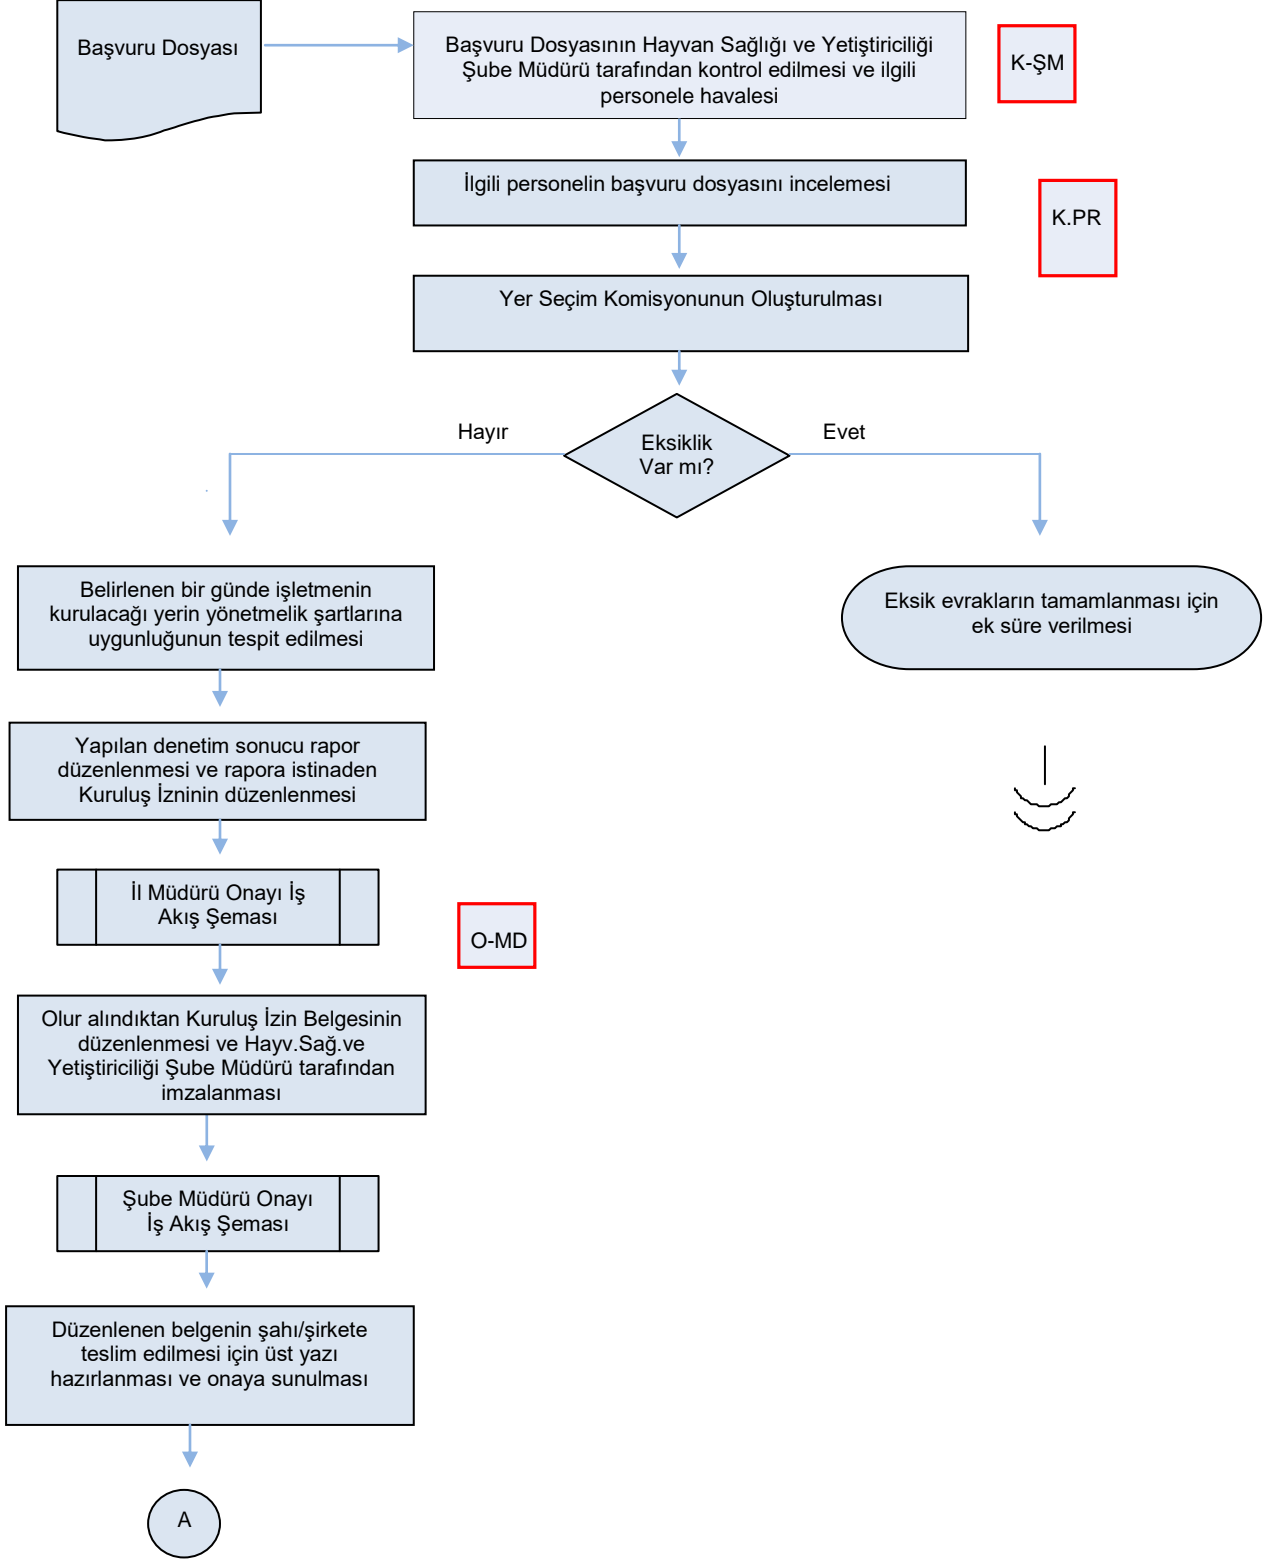 Başvuru Dosyası
Başvuru Dosyasının Hayvan Sağlığı ve Yetiştiriciliği
Şube Müdürü tarafından kontrol edilmesi ve ilgili
personele havalesi
K-ŞM
İlgili personelin başvuru dosyasını incelemesi
K.PR
Yer Seçim Komisyonunun Oluşturulması
Hayır
Eksiklik
Var mı?
Evet
Belirlenen bir günde işletmenin
kurulacağı yerin yönetmelik şartlarına
uygunluğunun tespit edilmesi
Eksik evrakların tamamlanması için
ek süre verilmesi
Yapılan denetim sonucu rapor
düzenlenmesi ve rapora istinaden
Kuruluş İzninin düzenlenmesi
İl Müdürü Onayı İş
Akış Şeması
O-MD
Olur alındıktan Kuruluş İzin Belgesinin
düzenlenmesi ve Hayv.Sağ.ve
Yetiştiriciliği Şube Müdürü tarafından
imzalanması
Şube Müdürü Onayı
İş Akış Şeması
Düzenlenen belgenin şahı/şirkete
teslim edilmesi için üst yazı
hazırlanması ve onaya sunulması
A